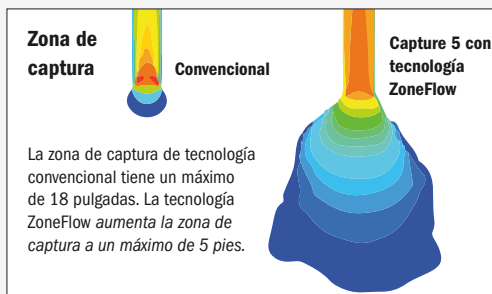 Zona de
captura
Convencional
Capture 5 con
tecnología
ZoneFlow
La zona de captura de tecnología
convencional tiene un máximo
de 18 pulgadas. La tecnología
ZoneFlow aumenta la zona de
captura a un máximo de 5 pies.